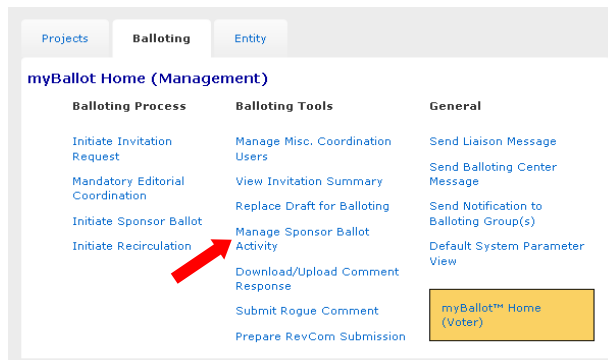 Projects
Balloting
Entity
myBallot Home (Management)
Balloting Process
Initiate Invitation
Request
Mandatory Editorial
Coordination
Initiate Sponsor Ballot
Initiate Recirculation
Balloting Tools
Manage Misc. Coordination
Users
View Invitation Summary
Replace Draft for Balloting
Manage Sponsor Ballot
Activity
Download/Upload Comment
Response
Submit Rogue Comment
Prepare RevCom Submission
General
Send Liaison Message
Send Balloting Center
Message
Send Notification to
Balloting Group(s)
Default System Parameter
View
myBallot™ Home
(Voter)